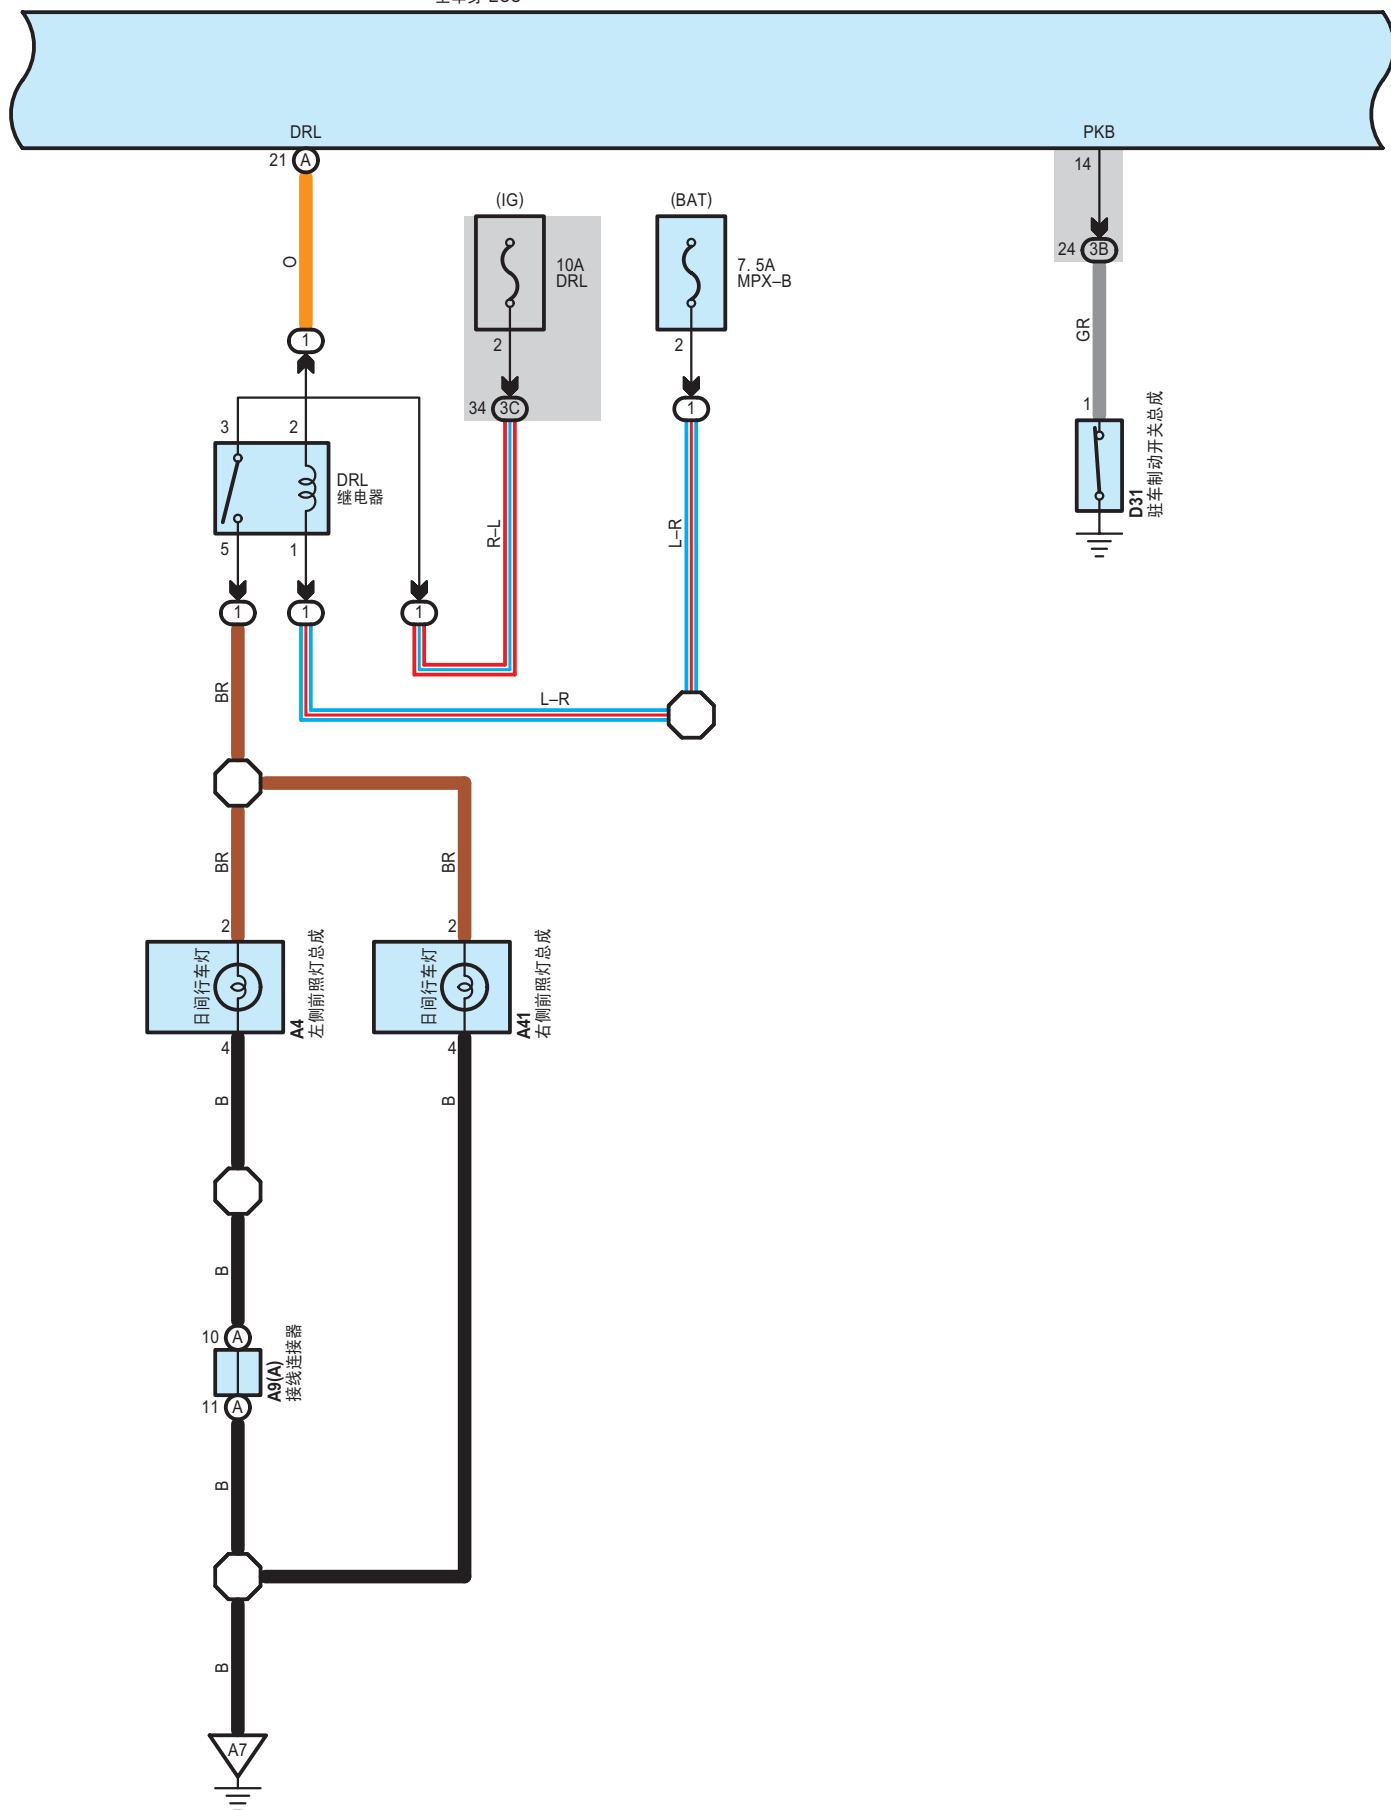 DRL
PKB
21 A
14
(IG)
(BAT)
24 3B
O
10A
DRL
7. 5A
MPX–B
GR
1
2
2
34 3C
1
1
D31
驻车制动开关总成
3
2
DRL
继电器
R–L
L–R
5
1
1
1
1
BR
L–R
BR
BR
2
2
日间行车灯
A4
左侧前照灯总成
日间行车灯
A41
右侧前照灯总成
4
4
B
B
B
10 A
A9(A)
接线连接器
11 A
B
B
A7